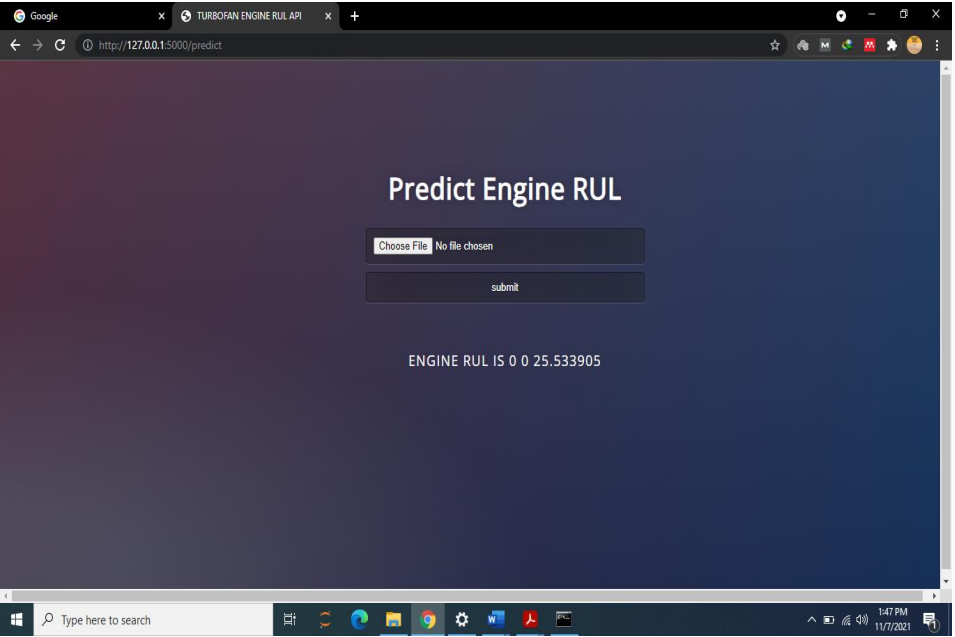 Google
TURBOFAN ENGINE RUL API
http://127.0.0.1:5000/predict
M
Predict Engine RUL
Choose File No file chosen
submit
ENGINE RUL IS 0 0 25.533905
Type here to search
1:47 PM
11/7/2021